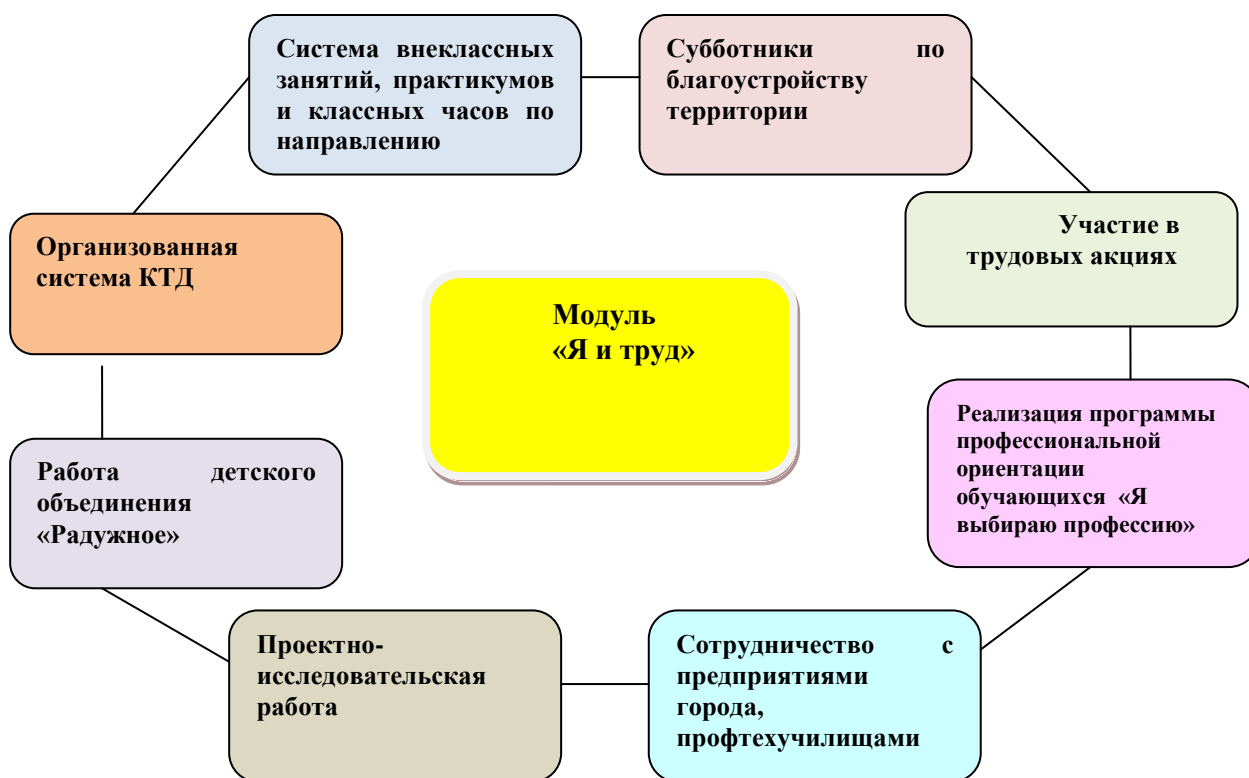 Система внеклассных
занятий, практикумов
и классных часов по
направлению
Субботники по
благоустройству
территории
Организованная
система КТД
Участие в
трудовых акциях
Модуль
«Я и труд»
Реализация программы
профессиональной
ориентации
обучающихся «Я
выбираю профессию»
Работа детского
объединения
«Радужное»
Проектно-
исследовательская
работа
Сотрудничество с
предприятиями
города,
профтехучилищами